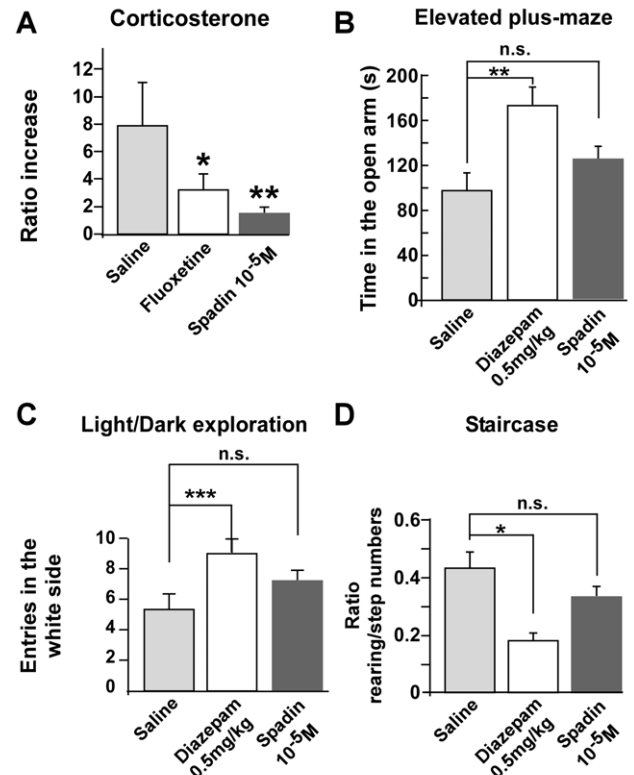 A Corticosterone
Ratio increase
12
10
8
6
4
2
0
*
**
Saline
Fluoxetine
Spadin 10-5M
B Elevated plus-maze
Time in the open arm (s)
200
160
120
80
40
0
n.s.
**
Saline
Diazepam
0.5mg/kg
Spadin
10-5M
C Light/Dark exploration
Entries in the
white side
10
8
6
4
2
0
n.s.
***
Saline
Diazepam
0.5mg/kg
Spadin
10-5M
D Staircase
Ratio
rearing/step numbers
0.6
0.4
0.2
0
n.s.
*
Saline
Diazepam
0.5mg/kg
Spadin
10-5M